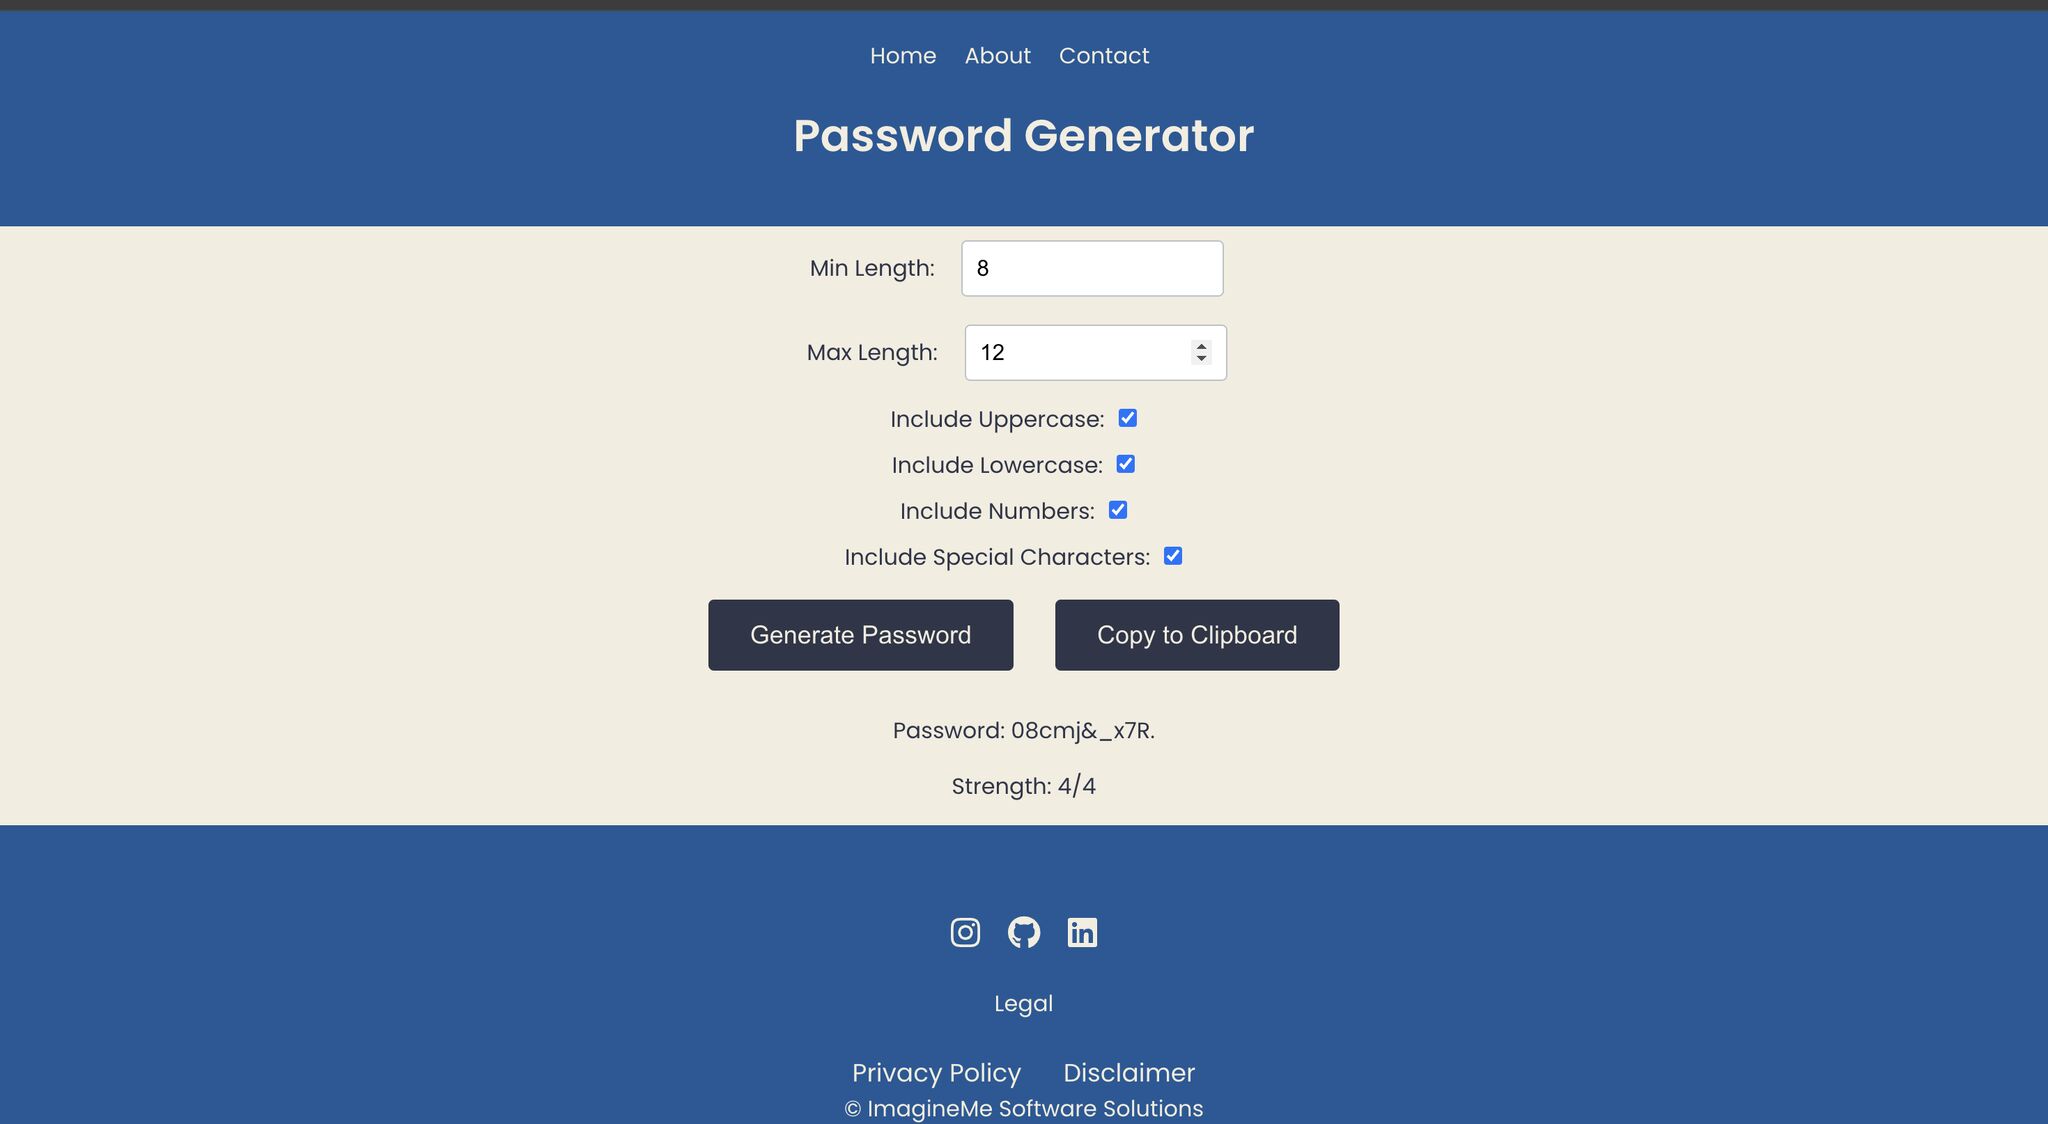 Home About Contact
Password Generator
Min Length: 8
Max Length: 12
Include Uppercase:
Include Lowercase:
Include Numbers:
Include Special Characters:
Generate Password Copy to Clipboard
Password: 08cmj&_x7R.
Strength: 4/4
Legal
Privacy Policy Disclaimer
© ImagineMe Software Solutions